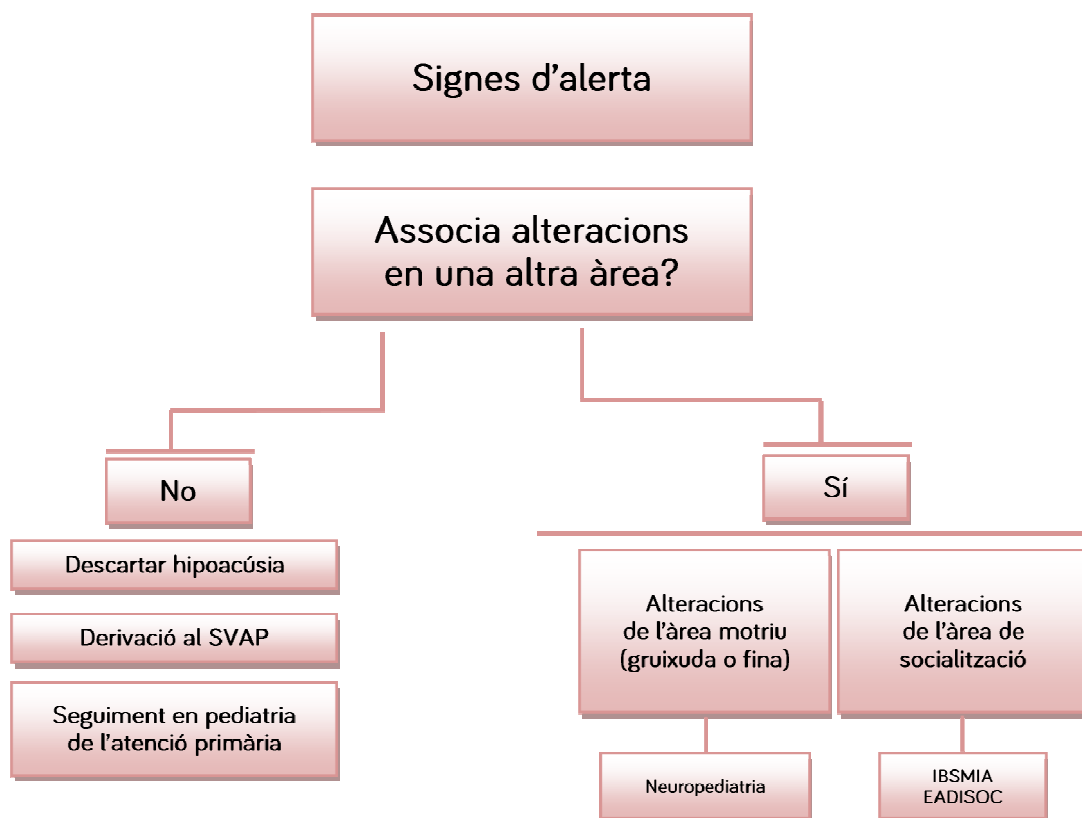 Signes d'alerta
Associa alteracions
en una altra àrea?
No
Descartar hipoacúsia
Derivació al SVAP
Seguiment en pediatria
de l'atenció primària
Sí
Alteracions
de l'àrea motriu
(gruixuda o fina)
Neuropediatria
Alteracions
de l'àrea de
socialització
IBSMIA
EADISOC